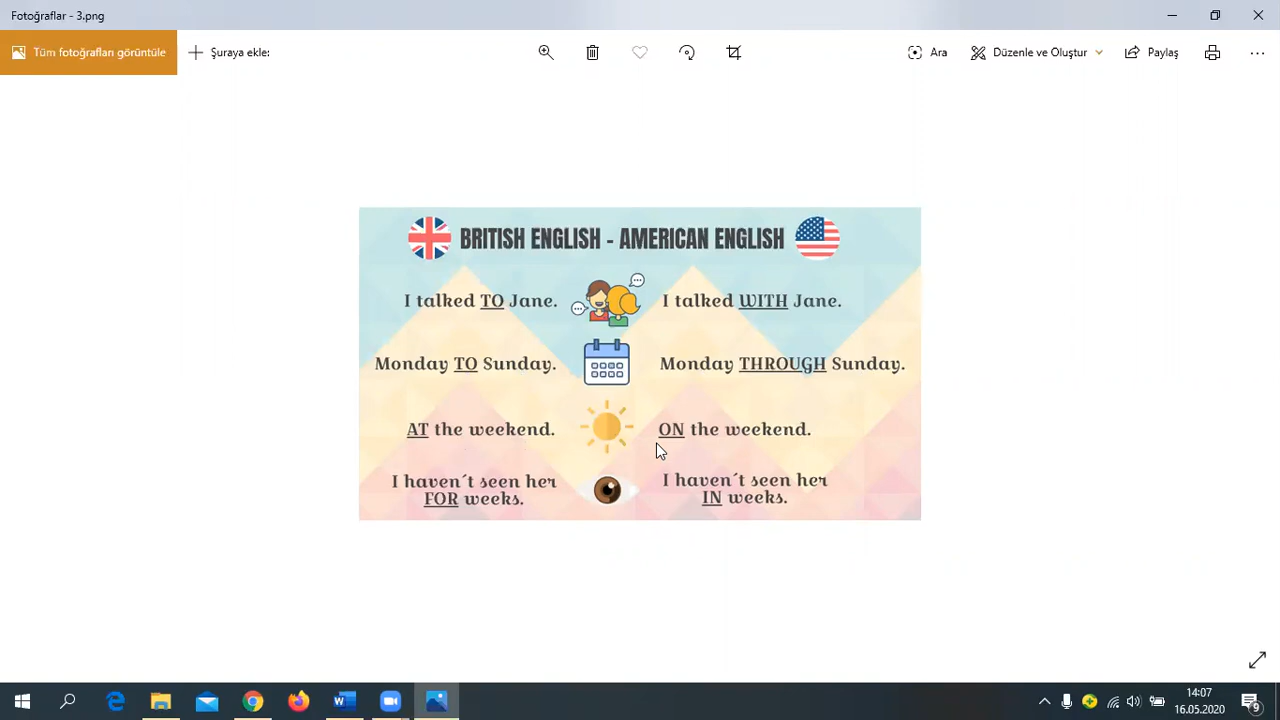 Fotoğraflar - 3.png
Tüm fotoğrafları görüntüle
Şuraya ekle:
Ara
Düzenle ve Oluştur
Paylaş
BRITISH ENGLISH - AMERICAN ENGLISH
I talked TO Jane.
I talked WITH Jane.
Monday TO Sunday.
Monday THROUGH Sunday.
AT the weekend.
ON the weekend.
I haven´t seen her
FOR weeks.
I haven´t seen her
IN weeks.
14:07
16.05.2020
9